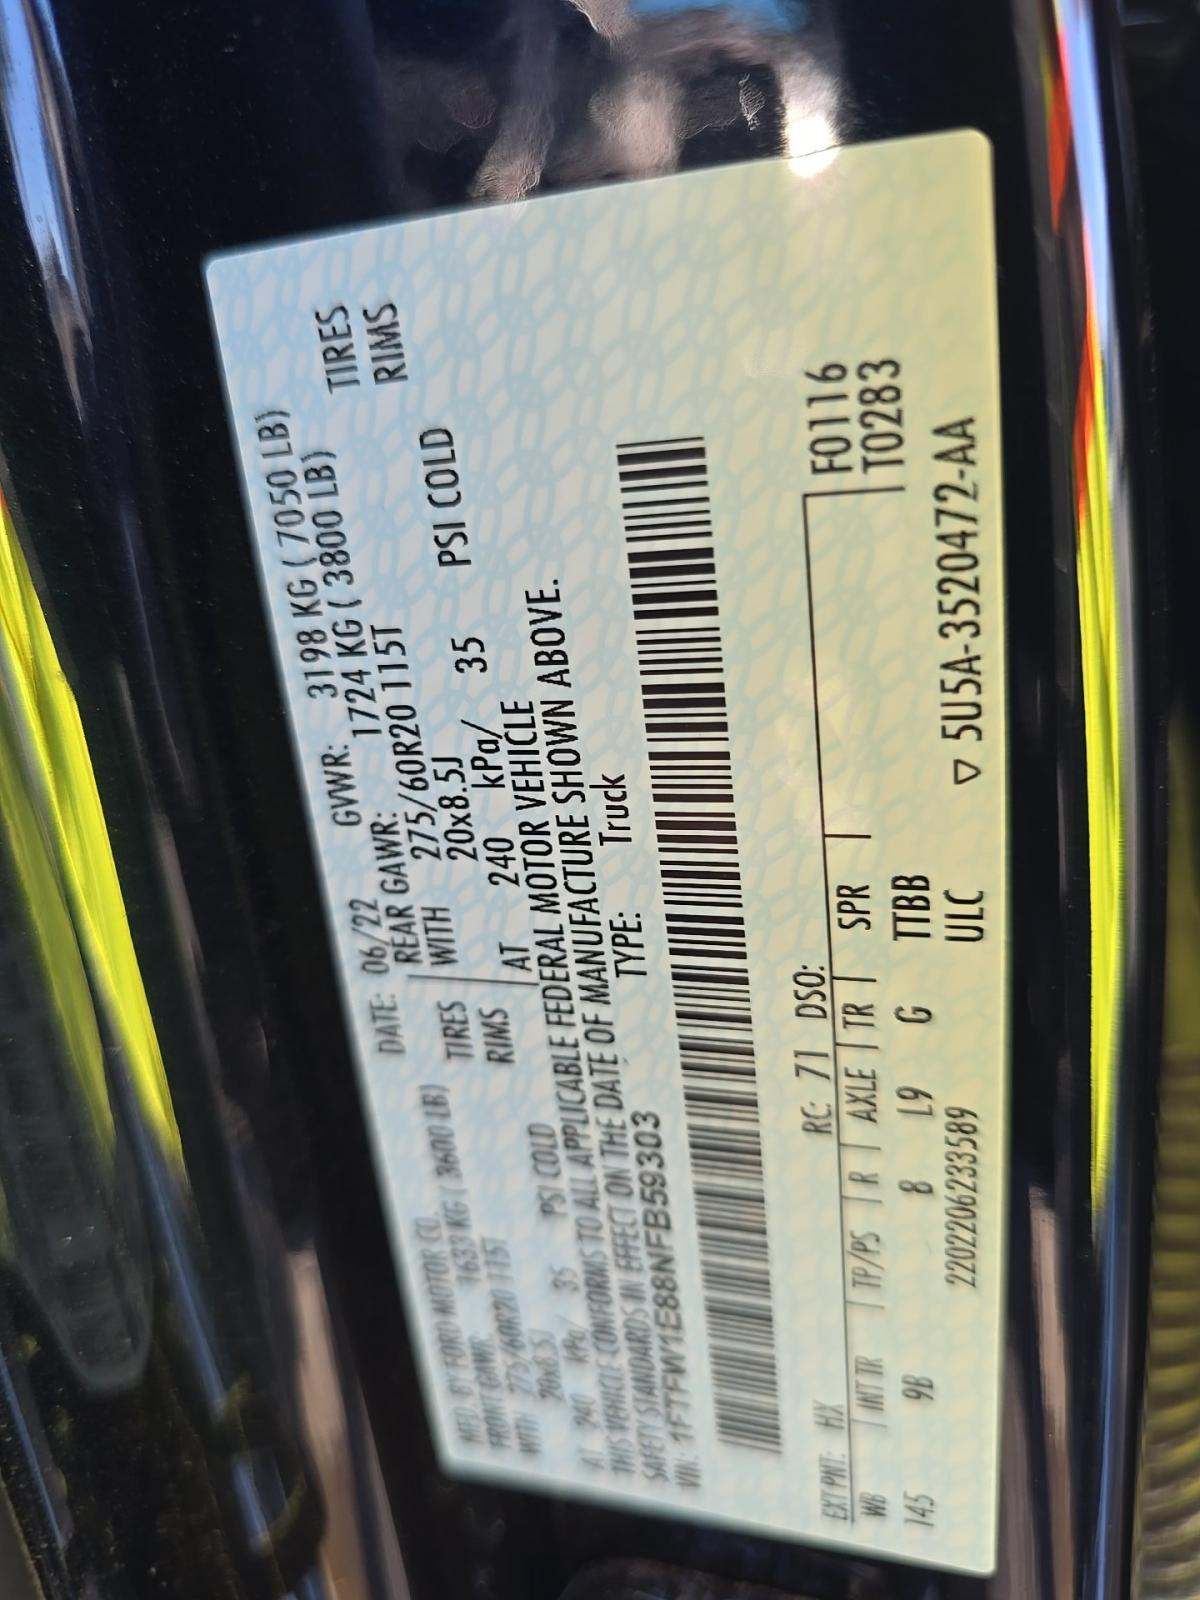 MFD. BY FORD MOTOR CO. DATE: 06/22 GVWR: 3198 KG ( 7050 LB)
FRONT GAWR: 1633 KG ( 3600 LB) REAR GAWR: 1724 KG ( 3800 LB)
WITH 275/60R20 115T TIRES WITH 275/60R20 115T TIRES
20x8.5J RIMS 20x8.5J RIMS
AT 240 kPa/ 35 PSI COLD AT 240 kPa/ 35 PSI COLD
THIS VEHICLE CONFORMS TO ALL APPLICABLE FEDERAL MOTOR VEHICLE
SAFETY STANDARDS IN EFFECT ON THE DATE OF MANUFACTURE SHOWN ABOVE.
VIN: 1FTFW1E88NFB59303 TYPE: Truck
EXT PNT: HX RC: 71 DSO: F0116
WB INT TR TP/PS R AXLE TR SPR T0283
145 9B 8 L9 G TTBB
2202206233589 ULC ▽ 5U5A-3520472-AA